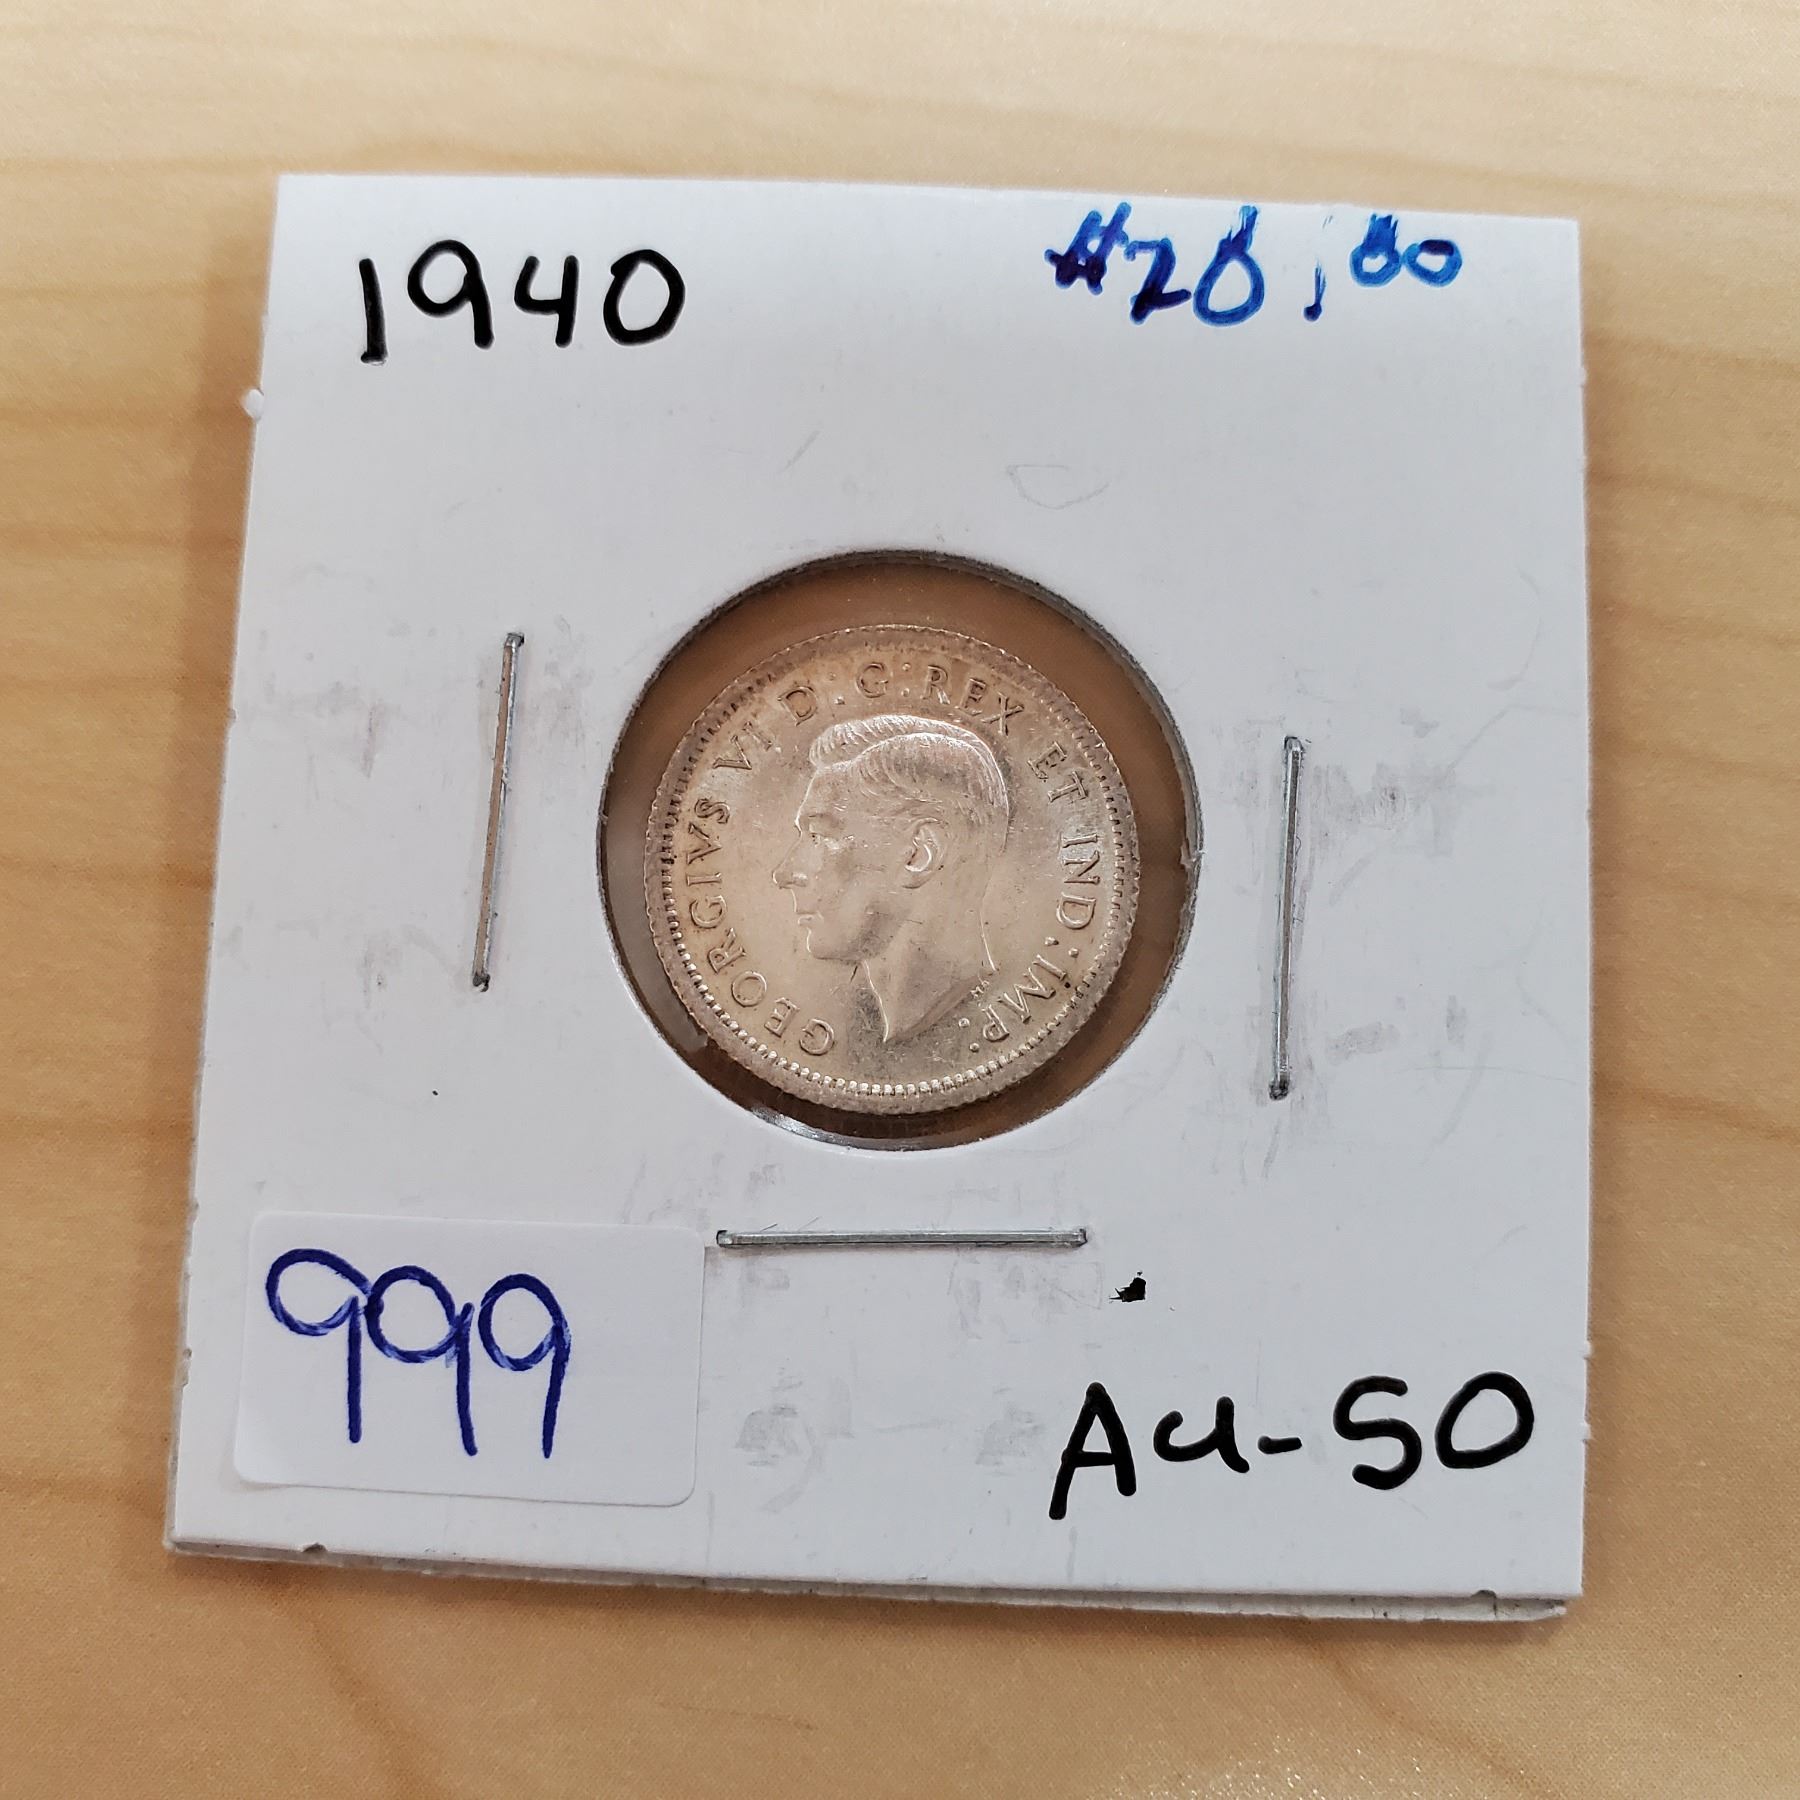 1940
$20.00
GEORGIVS VI D:G:REX ET IND:IMP:
999
AU-50